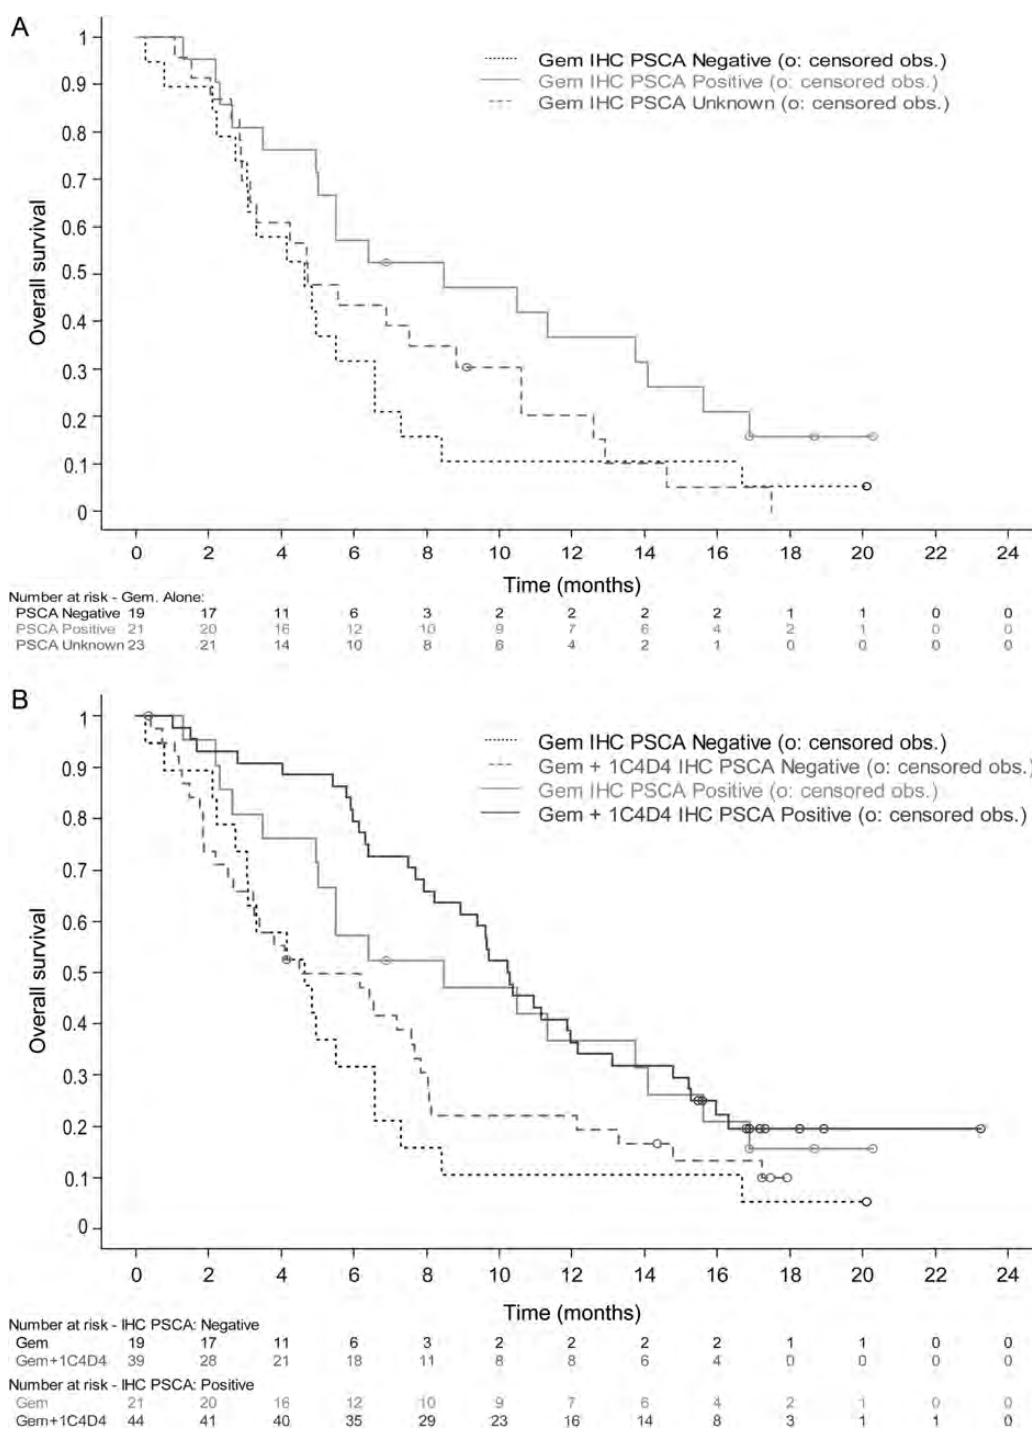 A
Gem IHC PSCA Negative (o: censored obs.)
Gem IHC PSCA Positive (o: censored obs.)
Gem IHC PSCA Unknown (o: censored obs.)
Overall survival
1
0.9
0.8
0.7
0.6
0.5
0.4
0.3
0.2
0.1
0
0 2 4 6 8 10 12 14 16 18 20 22 24
Time (months)
Number at risk - Gem. Alone:
PSCA Negative 19 17 11 6 3 2 2 2 2 1 1 0 0
PSCA Positive 21 20 16 12 10 9 7 6 4 2 1 0 0
PSCA Unknown 23 21 14 10 8 6 4 2 1 0 0 0 0
B
Gem IHC PSCA Negative (o: censored obs.)
Gem + 1C4D4 IHC PSCA Negative (o: censored obs.)
Gem IHC PSCA Positive (o: censored obs.)
Gem + 1C4D4 IHC PSCA Positive (o: censored obs.)
Overall survival
1
0.9
0.8
0.7
0.6
0.5
0.4
0.3
0.2
0.1
0
0 2 4 6 8 10 12 14 16 18 20 22 24
Time (months)
Number at risk - IHC PSCA: Negative
Gem 19 17 11 6 3 2 2 2 2 1 1 0 0
Gem+1C4D4 39 28 21 18 11 8 8 6 4 0 0 0 0
Number at risk - IHC PSCA: Positive
Gem 21 20 16 12 10 9 7 6 4 2 1 0 0
Gem+1C4D4 44 41 40 35 29 23 16 14 8 3 1 1 0